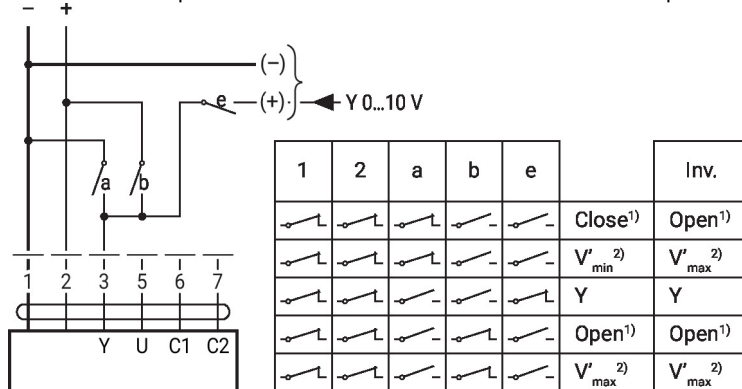 − +
(−)
e (+) Y 0...10 V
a b
1 2 3 5 6 7
Y U C1 C2
1 2 a b e Inv.
Close¹⁾ Open¹⁾
V'min²⁾ V'max²⁾
Y Y
Open¹⁾ Open¹⁾
V'max²⁾ V'max²⁾